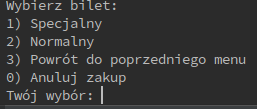 Wybierz bilet:
1) Specjalny
2) Normalny
3) Powrót do poprzedniego menu
0) Anuluj zakup
Twój wybór: